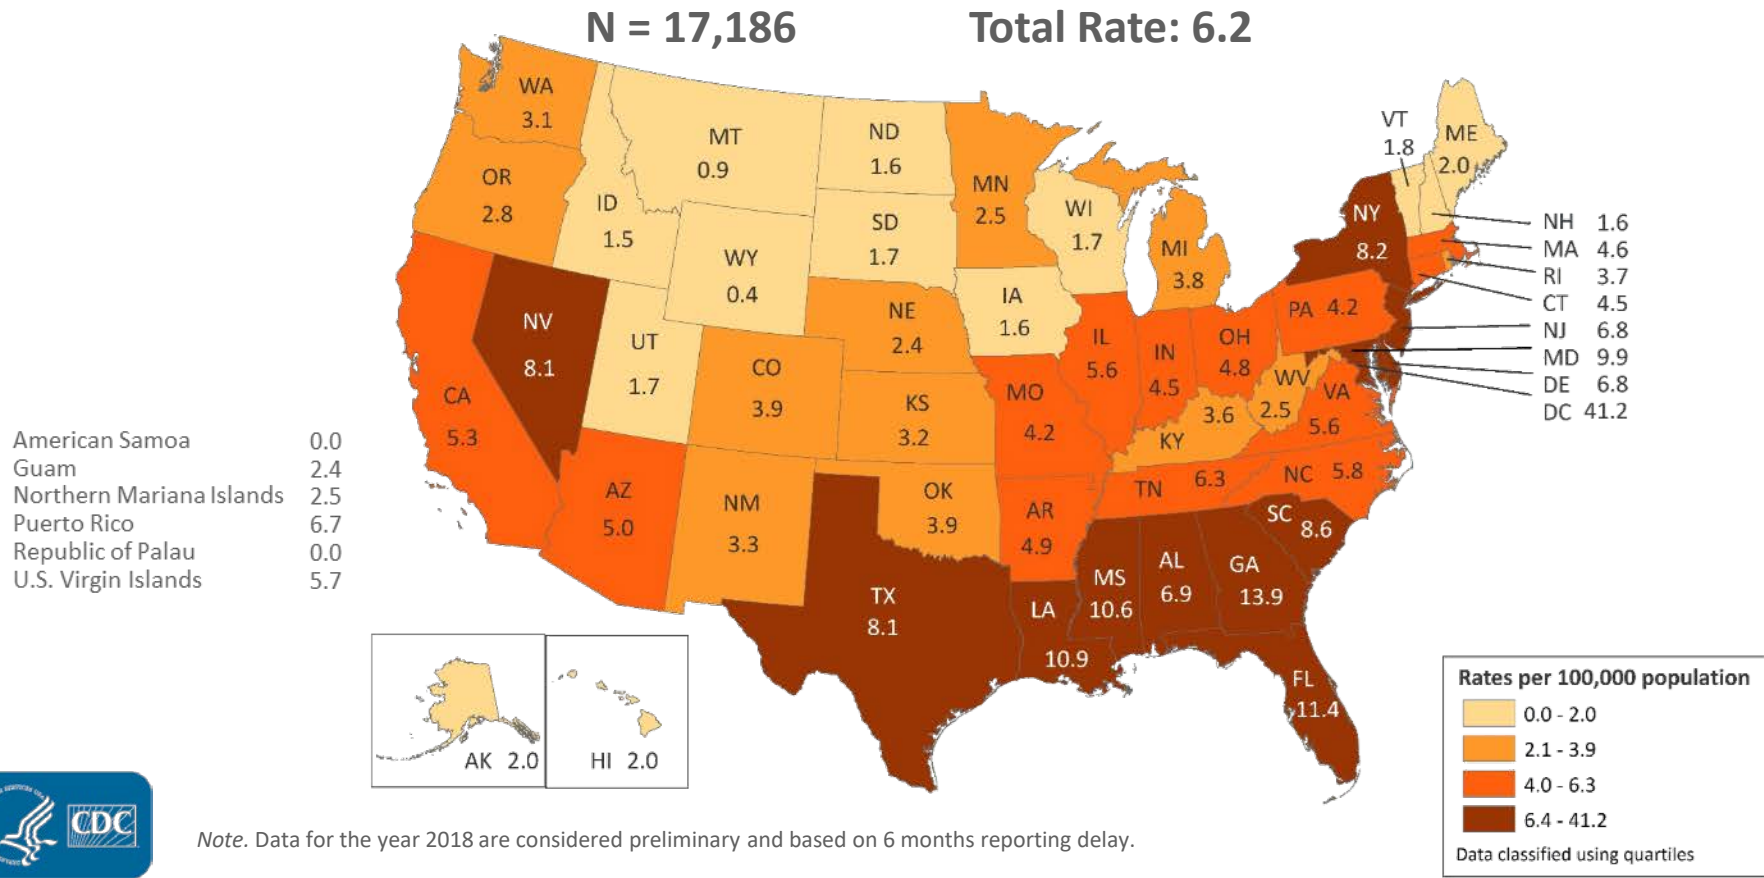 N = 17,186
Total Rate: 6.2
WA
3.1
OR
2.8
CA
5.3
NV
8.1
ID
1.5
MT
0.9
WY
0.4
UT
1.7
CO
3.9
AZ
5.0
NM
3.3
ND
1.6
SD
1.7
NE
2.4
KS
3.2
OK
3.9
TX
8.1
MN
2.5
IA
1.6
MO
4.2
AR
4.9
LA
10.9
WI
1.7
IL
5.6
MI
3.8
IN
4.5
OH
4.8
KY
3.6
TN
6.3
MS
10.6
AL
6.9
GA
13.9
FL
11.4
SC
8.6
NC 5.8
VA
5.6
WV
2.5
PA 4.2
NY
8.2
VT
1.8
ME
2.0
NH 1.6
MA 4.6
RI 3.7
CT 4.5
NJ 6.8
MD 9.9
DE 6.8
DC 41.2
American Samoa 0.0
Guam 2.4
Northern Mariana Islands 2.5
Puerto Rico 6.7
Republic of Palau 0.0
U.S. Virgin Islands 5.7
AK 2.0
HI 2.0
Rates per 100,000 population
0.0 - 2.0
2.1 - 3.9
4.0 - 6.3
6.4 - 41.2
Data classified using quartiles
CDC
Note. Data for the year 2018 are considered preliminary and based on 6 months reporting delay.